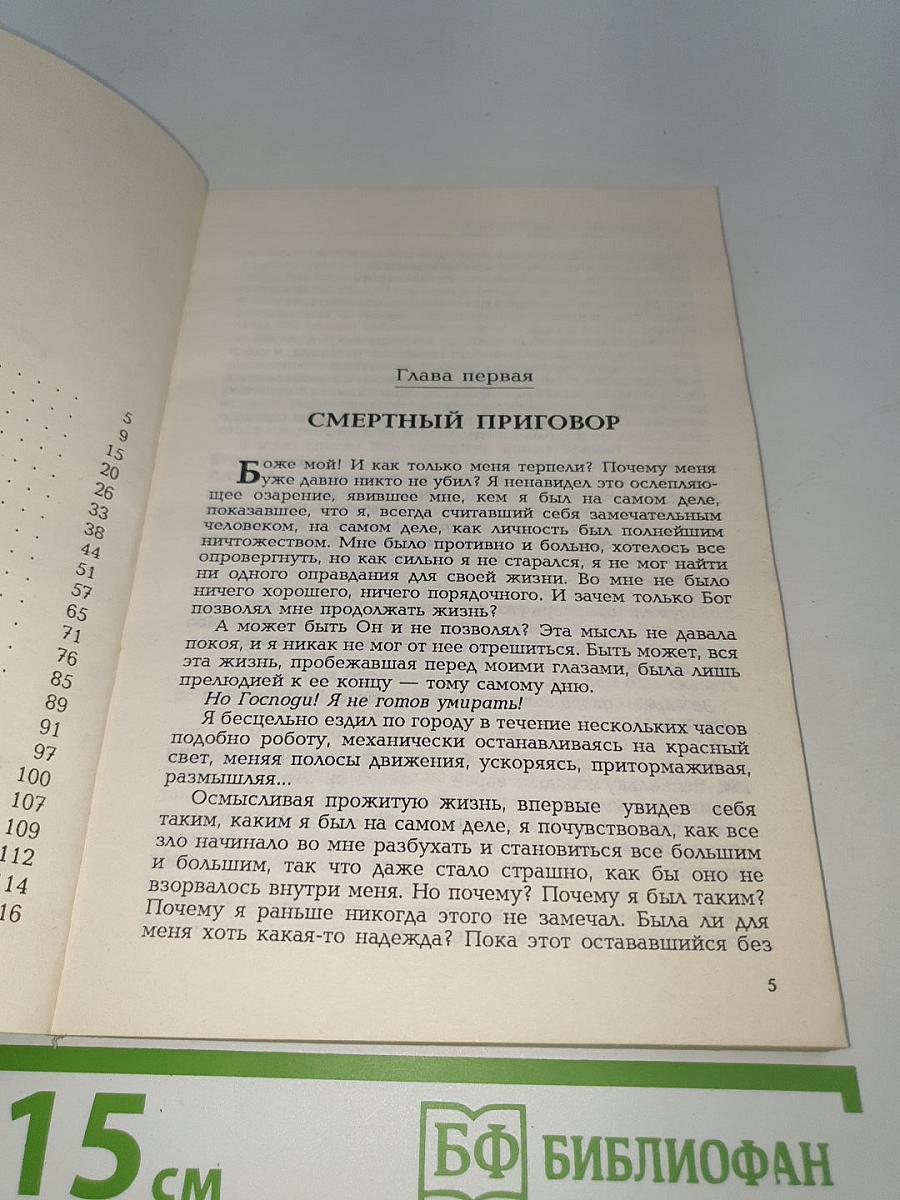 5
9
15
20
26
33
38
44
51
57
65
71
76
85
89
91
97
100
107
109
112
114
16
Глава первая
СМЕРТНЫЙ ПРИГОВОР
Боже мой! И как только меня терпели? Почему меня
уже давно никто не убил? Я ненавидел это ослепляю-
щее озарение, явившее мне, кем я был на самом деле,
показавшее, что я, всегда считавший себя замечательным
человеком, на самом деле, как личность был полнейшим
ничтожеством. Мне было противно и больно, хотелось все
опровергнуть, но как сильно я не старался, я не мог найти
ни одного оправдания для своей жизни. Во мне не было
ничего хорошего, ничего порядочного. И зачем только Бог
позволял мне продолжать жизнь?
А может быть Он и не позволял? Эта мысль не давала
покоя, и я никак не мог от нее отрешиться. Быть может, вся
эта жизнь, пробежавшая перед моими глазами, была лишь
прелюдией к ее концу — тому самому дню.
Но Господи! Я не готов умирать!
Я бесцельно ездил по городу в течение нескольких часов
подобно роботу, механически останавливаясь на красный
свет, меняя полосы движения, ускоряясь, притормаживая,
размышляя...
Осмысливая прожитую жизнь, впервые увидев себя
таким, каким я был на самом деле, я почувствовал, как все
зло начинало во мне разбухать и становиться все большим
и большим, так что даже стало страшно, как бы оно не
взорвалось внутри меня. Но почему? Почему я был таким?
Почему я раньше никогда этого не замечал. Была ли для
меня хоть какая-то надежда? Пока этот остававшийся без
5
15 см
БФ БИБЛИОФАН